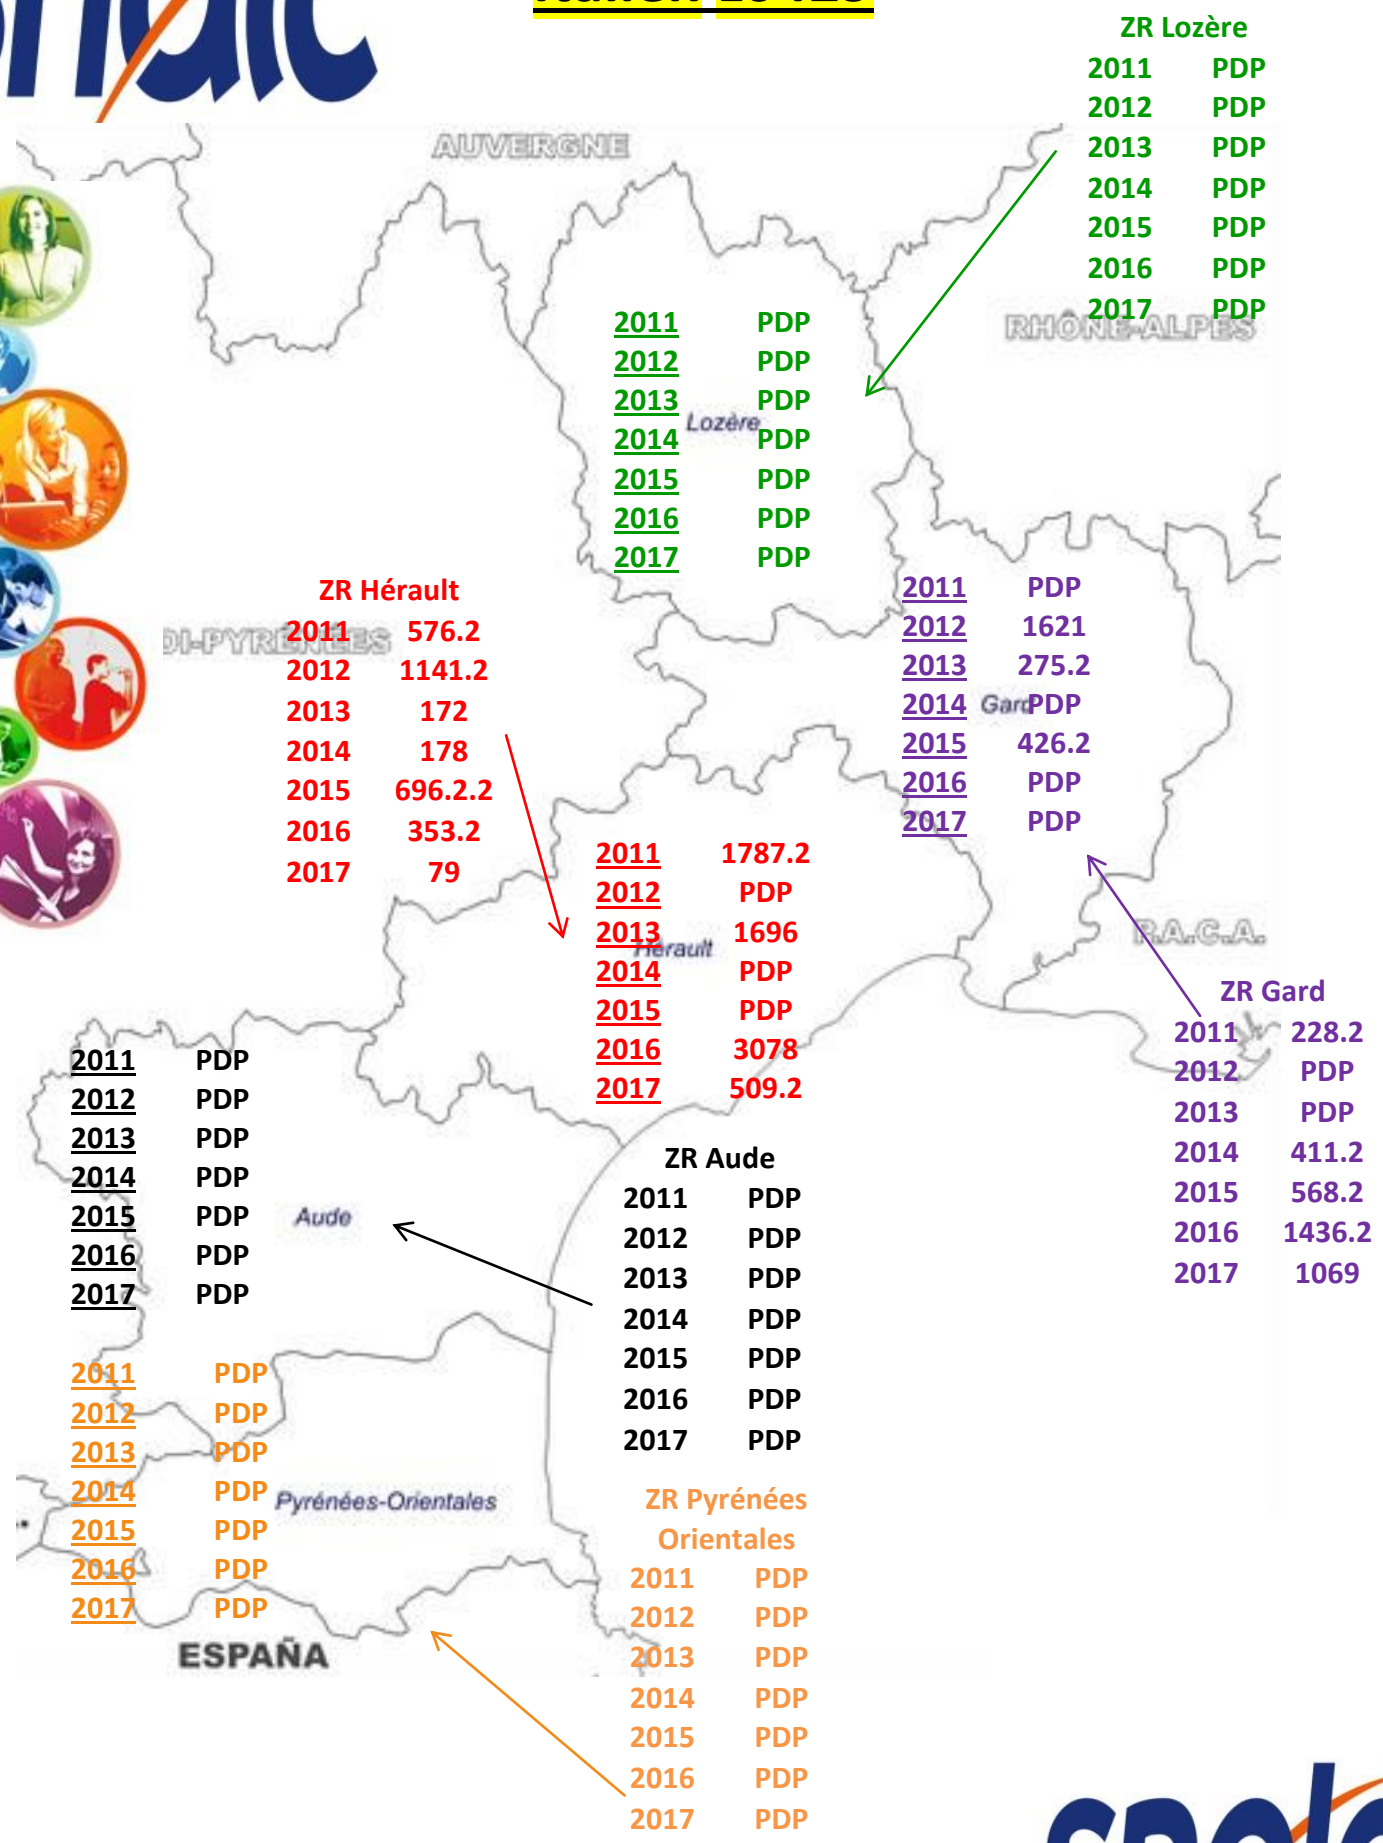 ZR Lozère
2011 PDP
2012 PDP
2013 PDP
2014 PDP
2015 PDP
2016 PDP
2017 PDP
AUVERGNE
RHÔNE-ALPES
2011 PDP
2012 PDP
2013 PDP
Lozère
2014 PDP
2015 PDP
2016 PDP
2017 PDP
ZR Hérault
2011 576.2
DI-PYRÉNÉES
2012 1141.2
2013 172
2014 178
2015 696.2.2
2016 353.2
2017 79
2011 PDP
2012 1621
2013 275.2
2014 PDP
Gard
2015 426.2
2016 PDP
2017 PDP
2011 1787.2
2012 PDP
2013 1696
Hérault
2014 PDP
2015 PDP
2016 3078
2017 509.2
P.A.C.A.
ZR Gard
2011 228.2
2012 PDP
2013 PDP
2014 411.2
2015 568.2
2016 1436.2
2017 1069
2011 PDP
2012 PDP
2013 PDP
2014 PDP
2015 PDP
Aude
2016 PDP
2017 PDP
ZR Aude
2011 PDP
2012 PDP
2013 PDP
2014 PDP
2015 PDP
2016 PDP
2017 PDP
2011 PDP
2012 PDP
2013 PDP
2014 PDP
Pyrénées-Orientales
2015 PDP
2016 PDP
2017 PDP
ESPAÑA
ZR Pyrénées
Orientales
2011 PDP
2012 PDP
2013 PDP
2014 PDP
2015 PDP
2016 PDP
2017 PDP